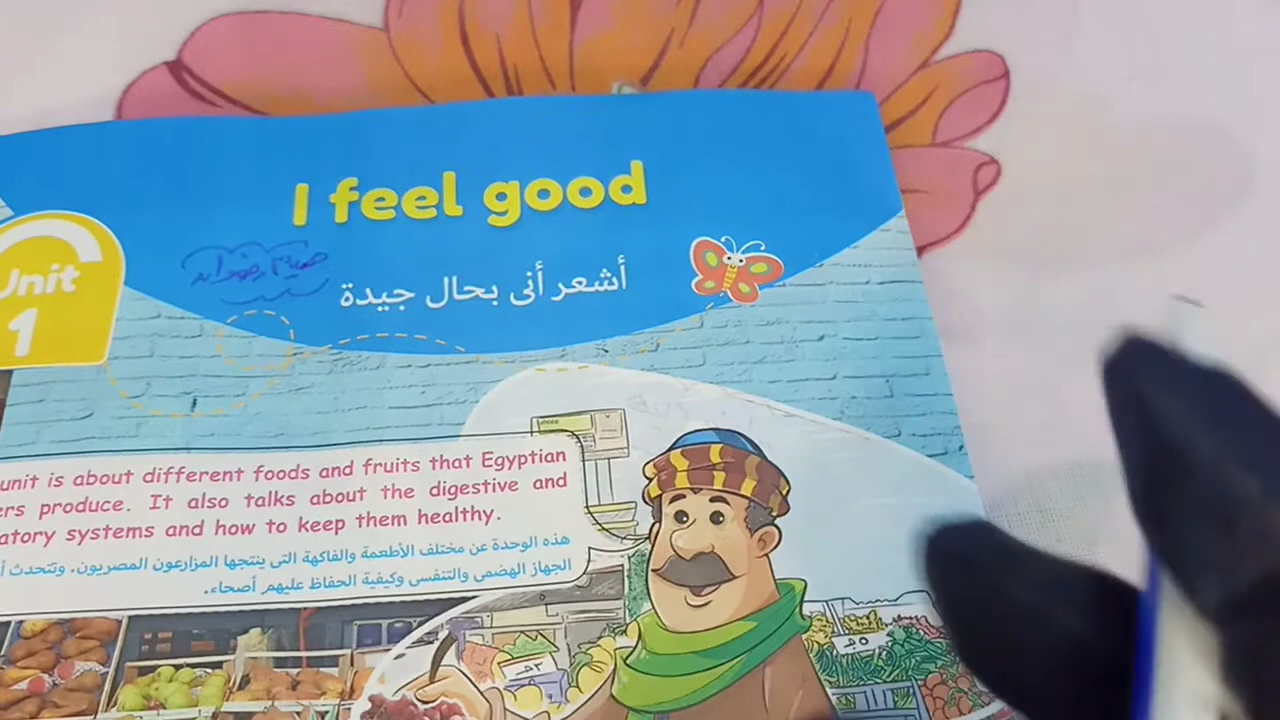 I feel good
أشعر أنى بحال جيدة
Unit
1
unit is about different foods and fruits that Egyptian
ers produce. It also talks about the digestive and
atory systems and how to keep them healthy.
هذه الوحدة عن مختلف الأطعمة والفاكهة التى ينتجها المزارعون المصريون. وتتحدث أ
الجهاز الهضمى والتنفسى وكيفية الحفاظ عليهم أصحاء.